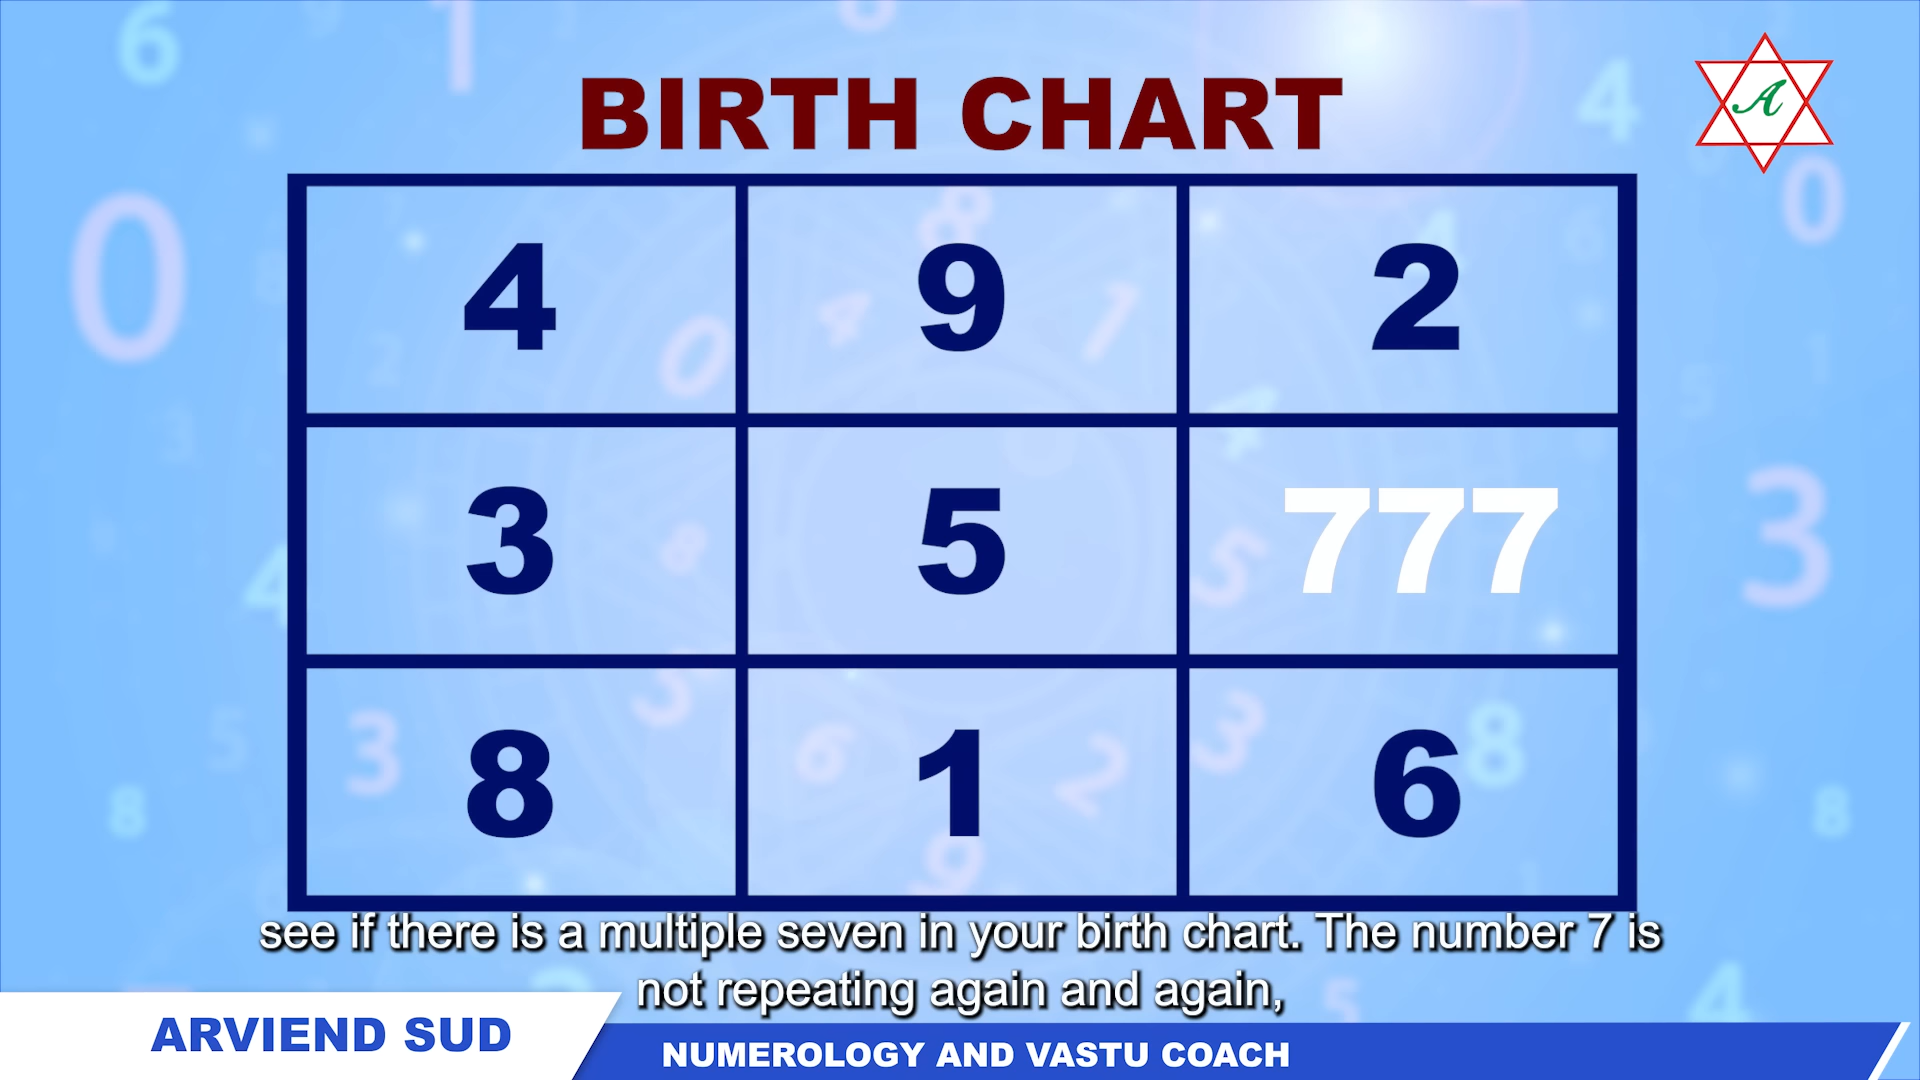 BIRTH CHART
A
4 9 2
3 5 777
8 1 6
see if there is a multiple seven in your birth chart. The number 7 is
not repeating again and again,
ARVIEND SUD
NUMEROLOGY AND VASTU COACH